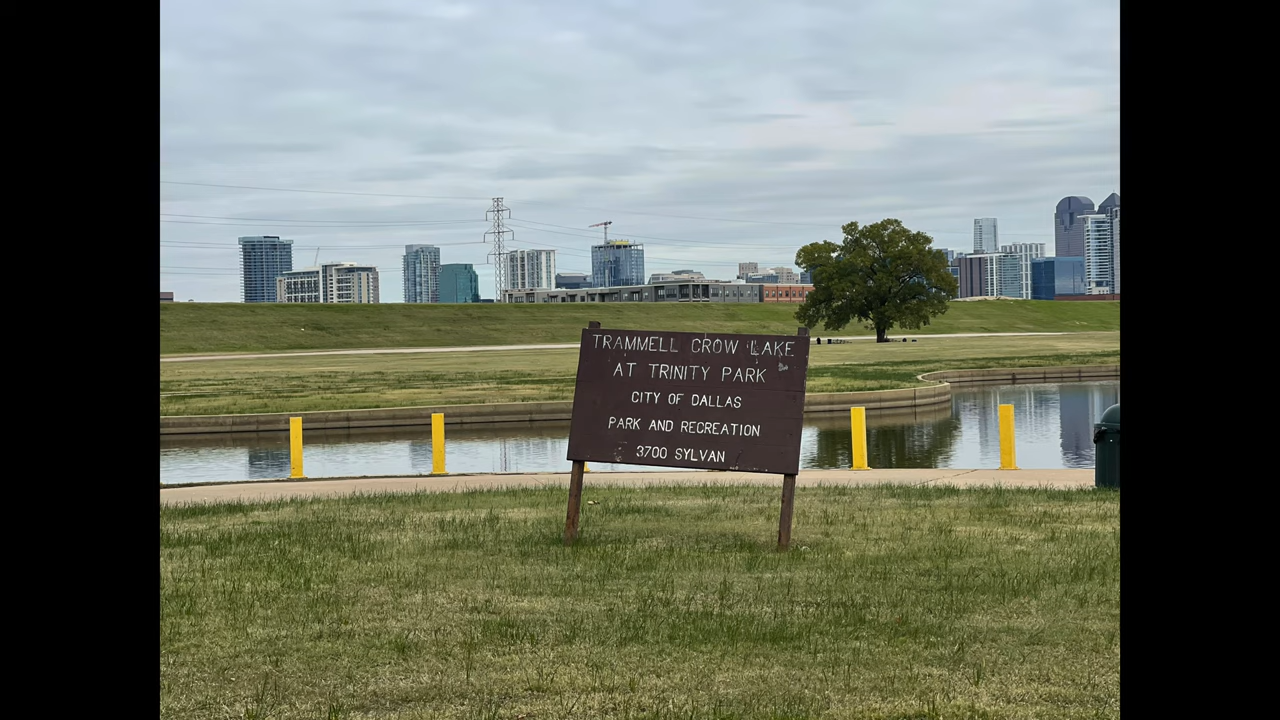 TRAMMELL CROW LAKE
AT TRINITY PARK
CITY OF DALLAS
PARK AND RECREATION
3700 SYLVAN